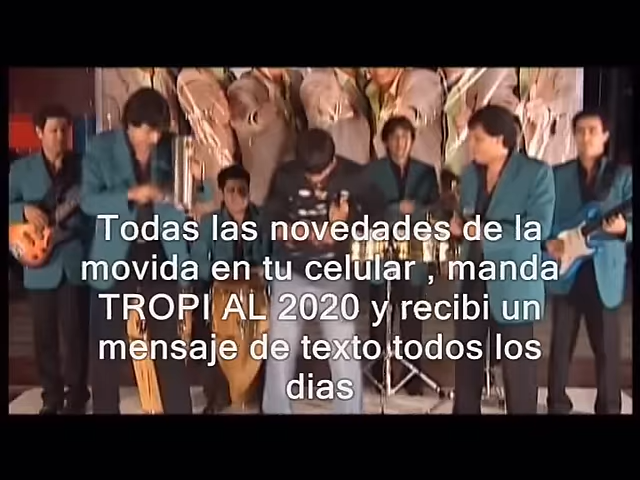 Todas las novedades de la
movida en tu celular , manda
TROPI AL 2020 y recibi un
mensaje de texto todos los
dias